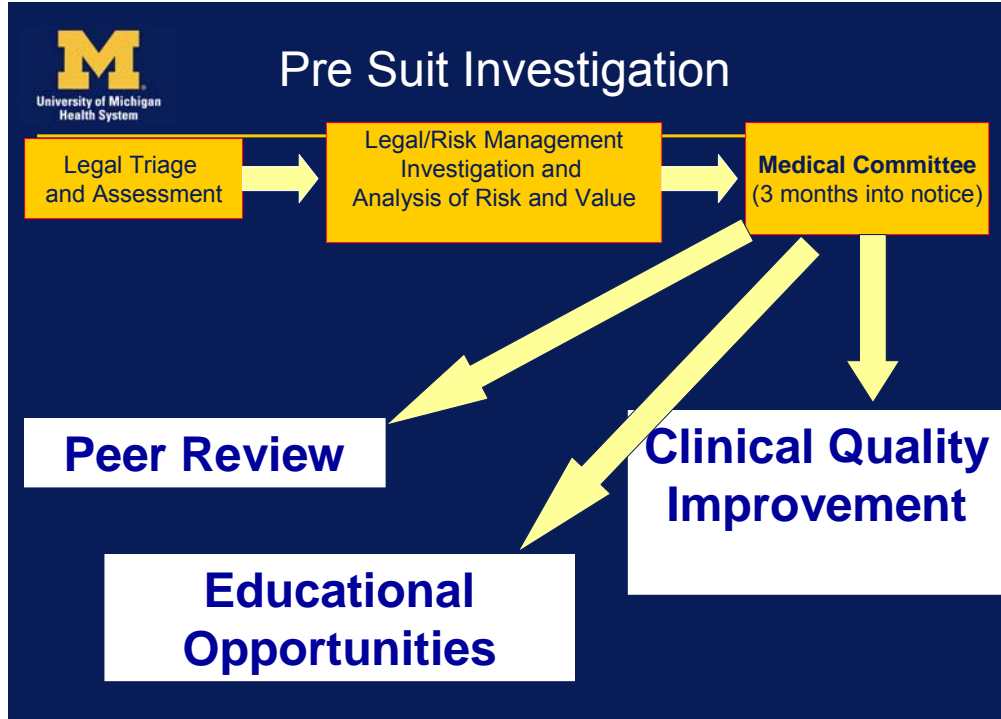 M
University of Michigan
Health System
Pre Suit Investigation
Legal Triage
and Assessment
Legal/Risk Management
Investigation and
Analysis of Risk and Value
Medical Committee
(3 months into notice)
Peer Review
Clinical Quality
Improvement
Educational
Opportunities